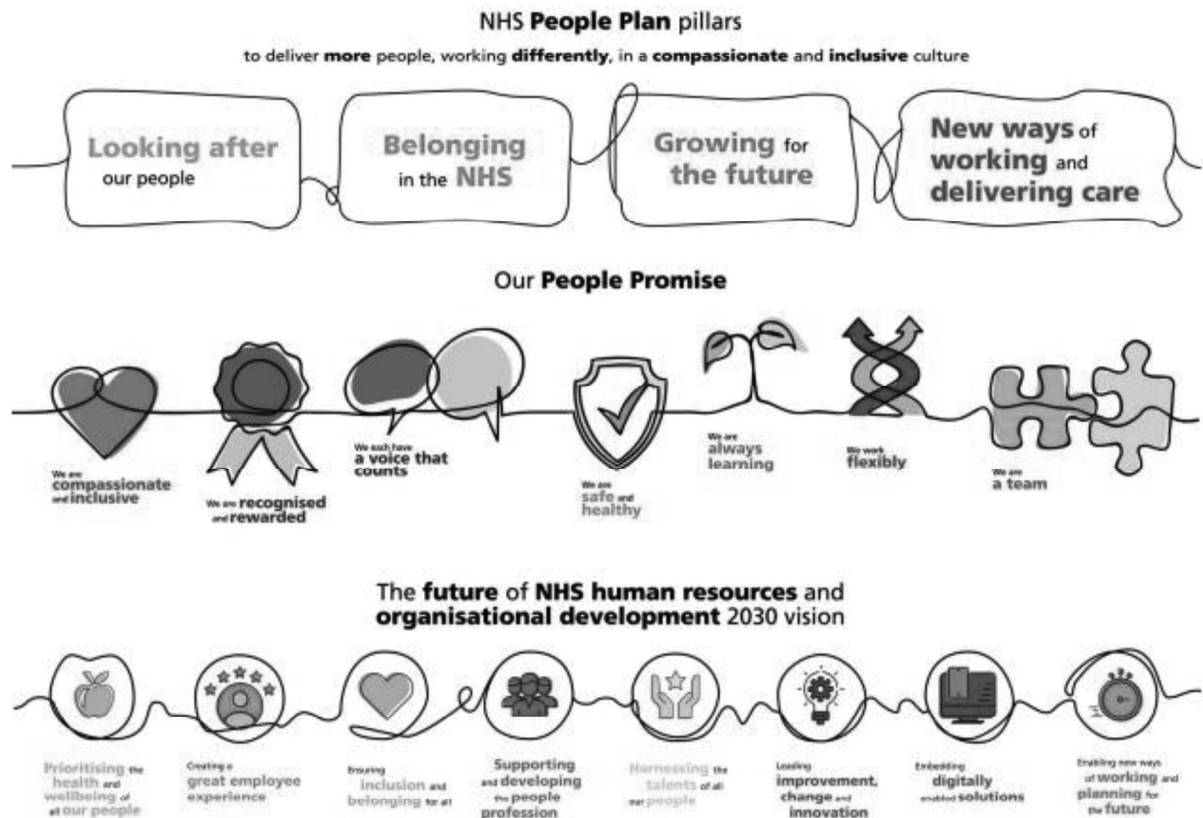 NHS People Plan pillars
to deliver more people, working differently, in a compassionate and inclusive culture
Looking after
our people
Belonging
in the NHS
Growing for
the future
New ways of
working and
delivering care
Our People Promise
We are
compassionate
and inclusive
We are recognised
and rewarded
We each have
a voice that
counts
We are
safe and
healthy
We are
always
learning
We work
flexibly
We are
a team
The future of NHS human resources and
organisational development 2030 vision
Prioritising the
health and
wellbeing of
all our people
Creating a
great employee
experience
Ensuring
inclusion and
belonging for all
Supporting
and developing
the people
profession
Harnessing the
talents of all
our people
Leading
improvement,
change and
innovation
Embedding
digitally
enabled solutions
Enabling new ways
of working and
planning for
the future